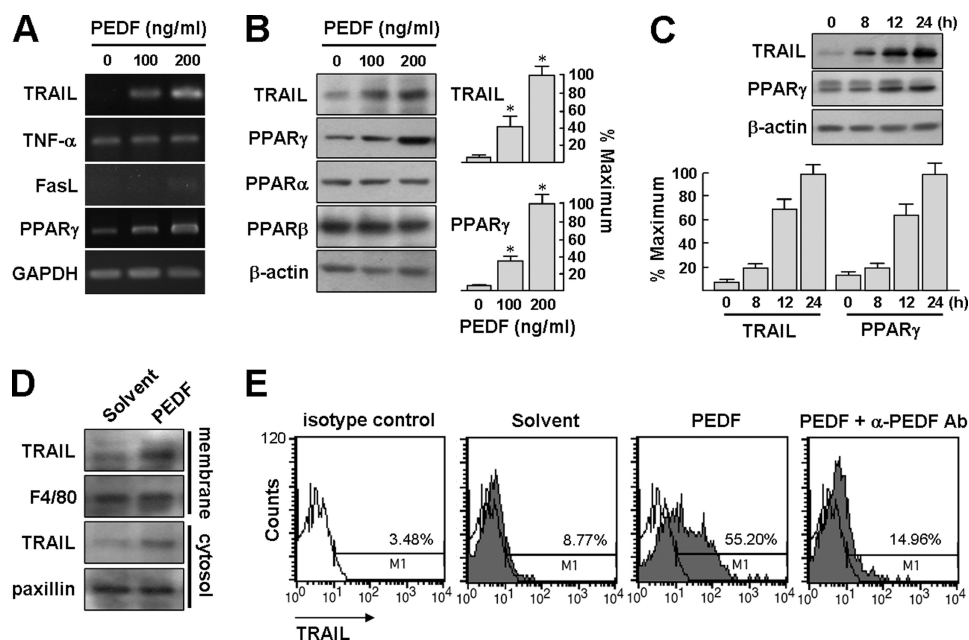 A
PEDF (ng/ml)
0 100 200
TRAIL
TNF-α
FasL
PPARγ
GAPDH
B
PEDF (ng/ml)
0 100 200
TRAIL
PPARγ
PPARα
PPARβ
β-actin
TRAIL
* *
100
80
60
40
20
PPARγ
* *
100
80
60
40
20
% Maximum
0 100 200
PEDF (ng/ml)
C
0 8 12 24 (h)
TRAIL
PPARγ
β-actin
% Maximum
100
80
60
40
20
0 8 12 24 0 8 12 24 (h)
TRAIL PPARγ
D
Solvent PEDF
TRAIL
F4/80
membrane
TRAIL
paxillin
cytosol
E
isotype control Solvent PEDF PEDF + α-PEDF Ab
120
Counts
3.48% 8.77% 55.20% 14.96%
M1 M1 M1 M1
0
10⁰ 10¹ 10² 10³ 10⁴ 10⁰ 10¹ 10² 10³ 10⁴ 10⁰ 10¹ 10² 10³ 10⁴ 10⁰ 10¹ 10² 10³ 10⁴
TRAIL